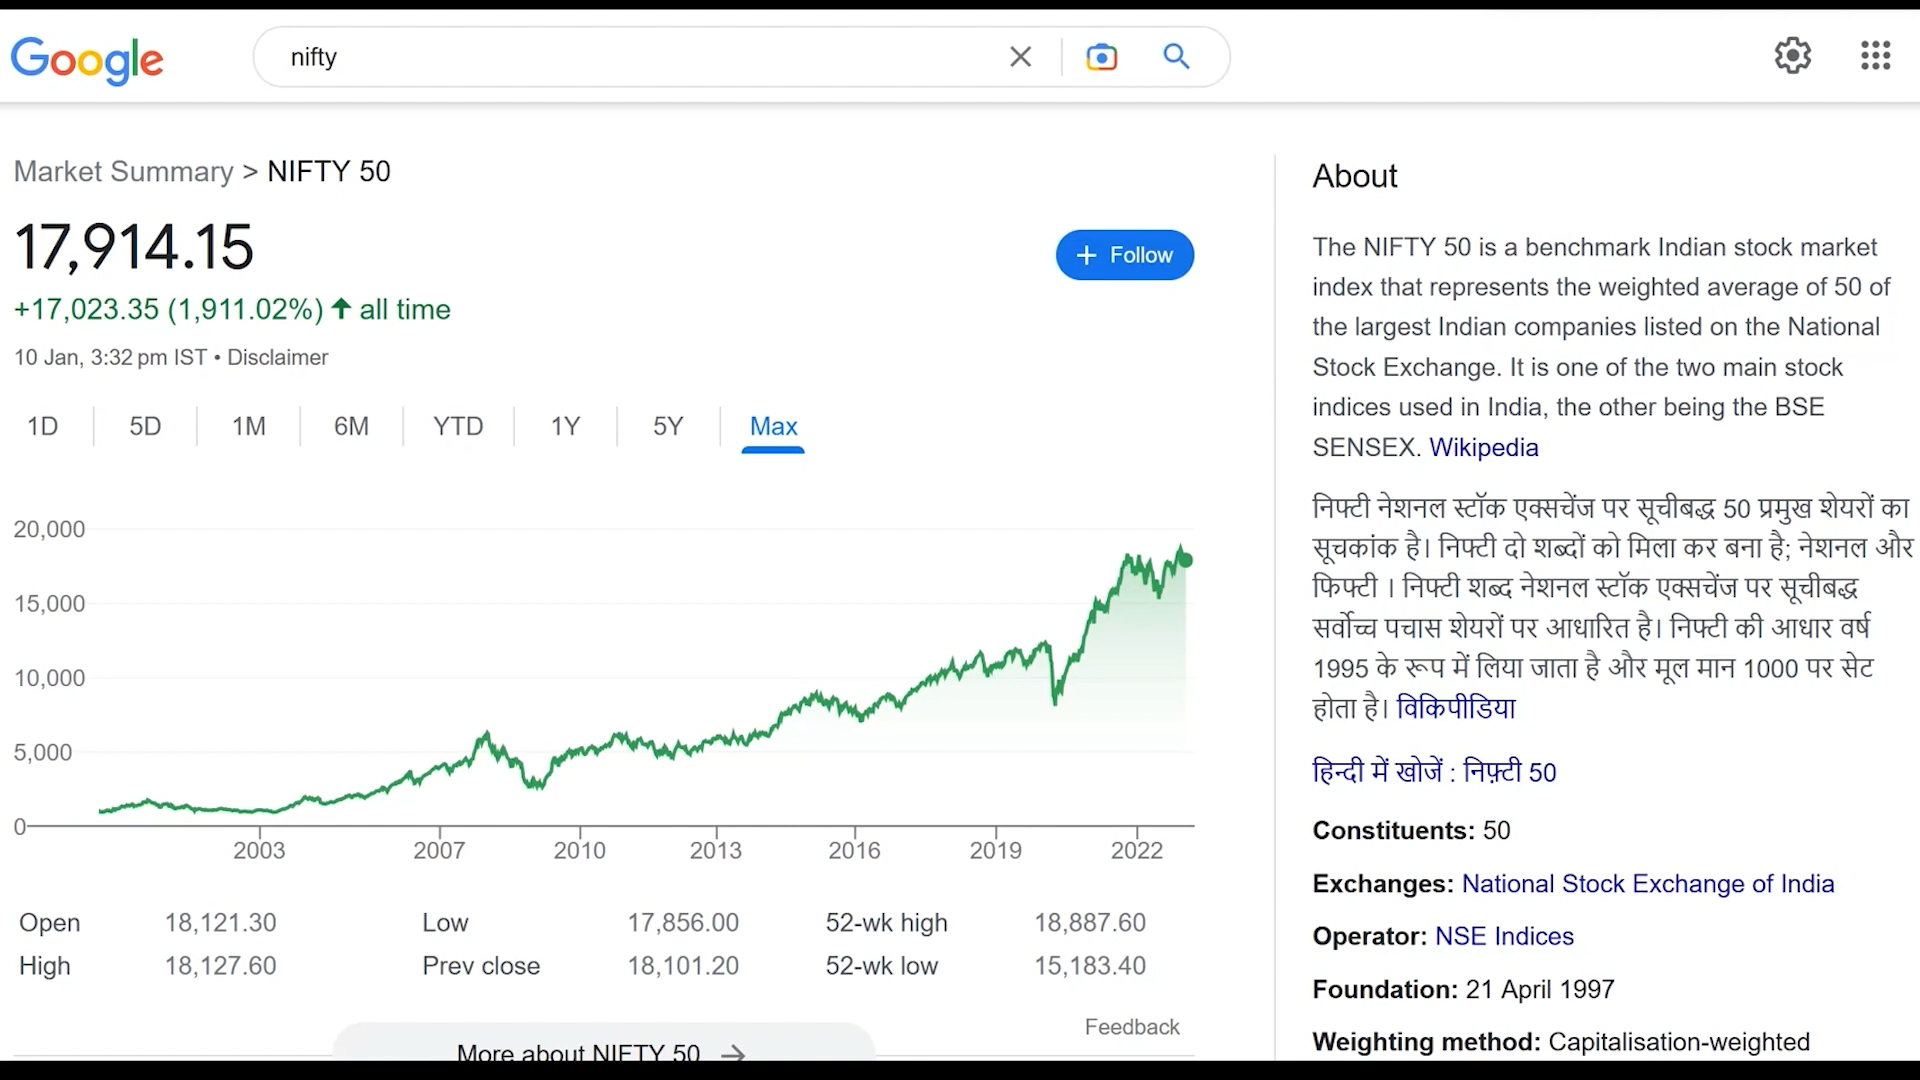 Google
nifty
Market Summary > NIFTY 50
17,914.15
Follow
+17,023.35 (1,911.02%) ↑ all time
10 Jan, 3:32 pm IST • Disclaimer
1D 5D 1M 6M YTD 1Y 5Y Max
20,000
15,000
10,000
5,000
0
2003 2007 2010 2013 2016 2019 2022
Open 18,121.30 Low 17,856.00 52-wk high 18,887.60
High 18,127.60 Prev close 18,101.20 52-wk low 15,183.40
Feedback
More about NIFTY 50 →
About
The NIFTY 50 is a benchmark Indian stock market
index that represents the weighted average of 50 of
the largest Indian companies listed on the National
Stock Exchange. It is one of the two main stock
indices used in India, the other being the BSE
SENSEX. Wikipedia
निफ्टी नेशनल स्टॉक एक्सचेंज पर सूचीबद्ध 50 प्रमुख शेयरों का
सूचकांक है। निफ्टी दो शब्दों को मिला कर बना है; नेशनल और
फिफ्टी । निफ्टी शब्द नेशनल स्टॉक एक्सचेंज पर सूचीबद्ध
सर्वोच्च पचास शेयरों पर आधारित है। निफ्टी की आधार वर्ष
1995 के रूप में लिया जाता है और मूल मान 1000 पर सेट
होता है। विकिपीडिया
हिन्दी में खोजें : निफ़्टी 50
Constituents: 50
Exchanges: National Stock Exchange of India
Operator: NSE Indices
Foundation: 21 April 1997
Weighting method: Capitalisation-weighted